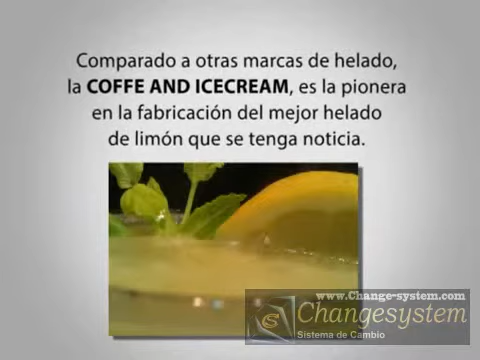 Comparado a otras marcas de helado,
la COFFE AND ICECREAM, es la pionera
en la fabricación del mejor helado
de limón que se tenga noticia.
www.Change-system.com
Changesystem
Sistema de Cambio